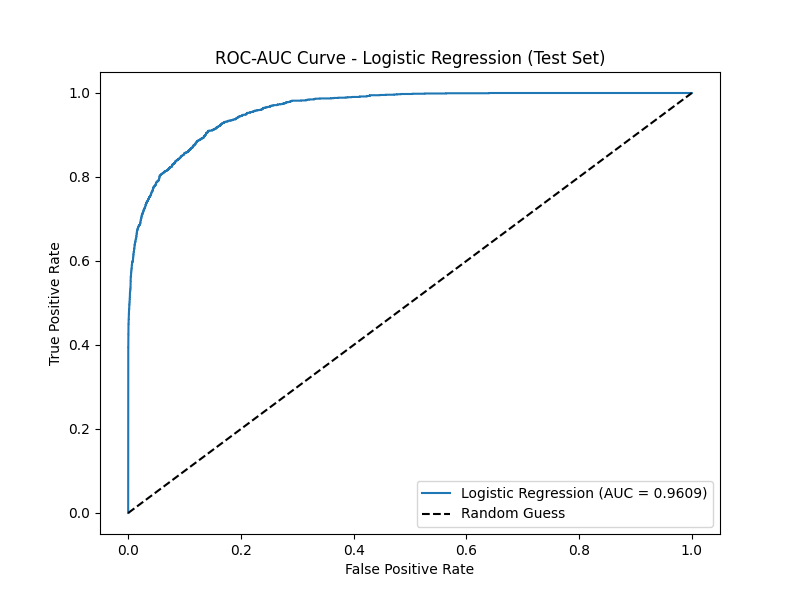 ROC-AUC Curve - Logistic Regression (Test Set)
True Positive Rate
1.0
0.8
0.6
0.4
0.2
0.0
Logistic Regression (AUC = 0.9609)
Random Guess
0.0 0.2 0.4 0.6 0.8 1.0
False Positive Rate